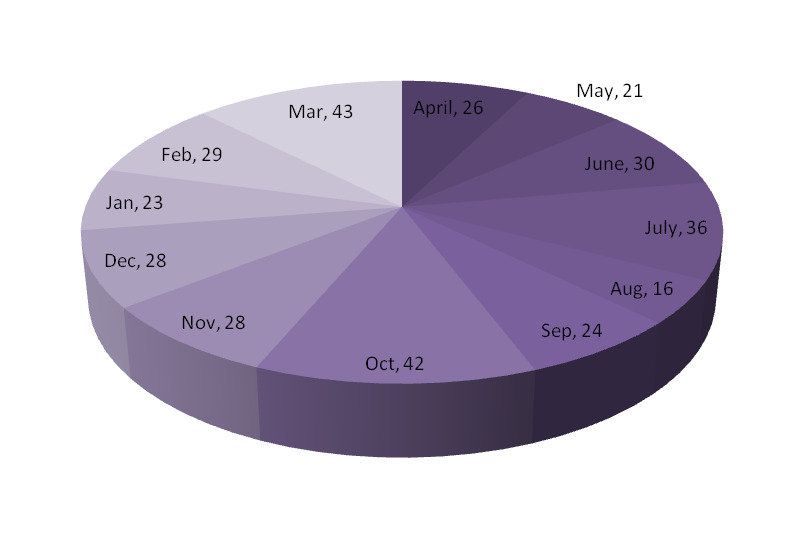 April, 26
May, 21
June, 30
July, 36
Aug, 16
Sep, 24
Oct, 42
Nov, 28
Dec, 28
Jan, 23
Feb, 29
Mar, 43